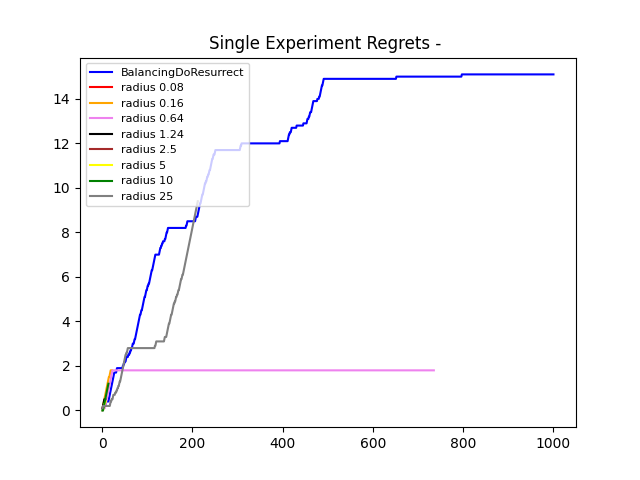 Single Experiment Regrets -
BalancingDoResurrect
radius 0.08
radius 0.16
radius 0.64
radius 1.24
radius 2.5
radius 5
radius 10
radius 25
14
12
10
8
6
4
2
0
0 200 400 600 800 1000